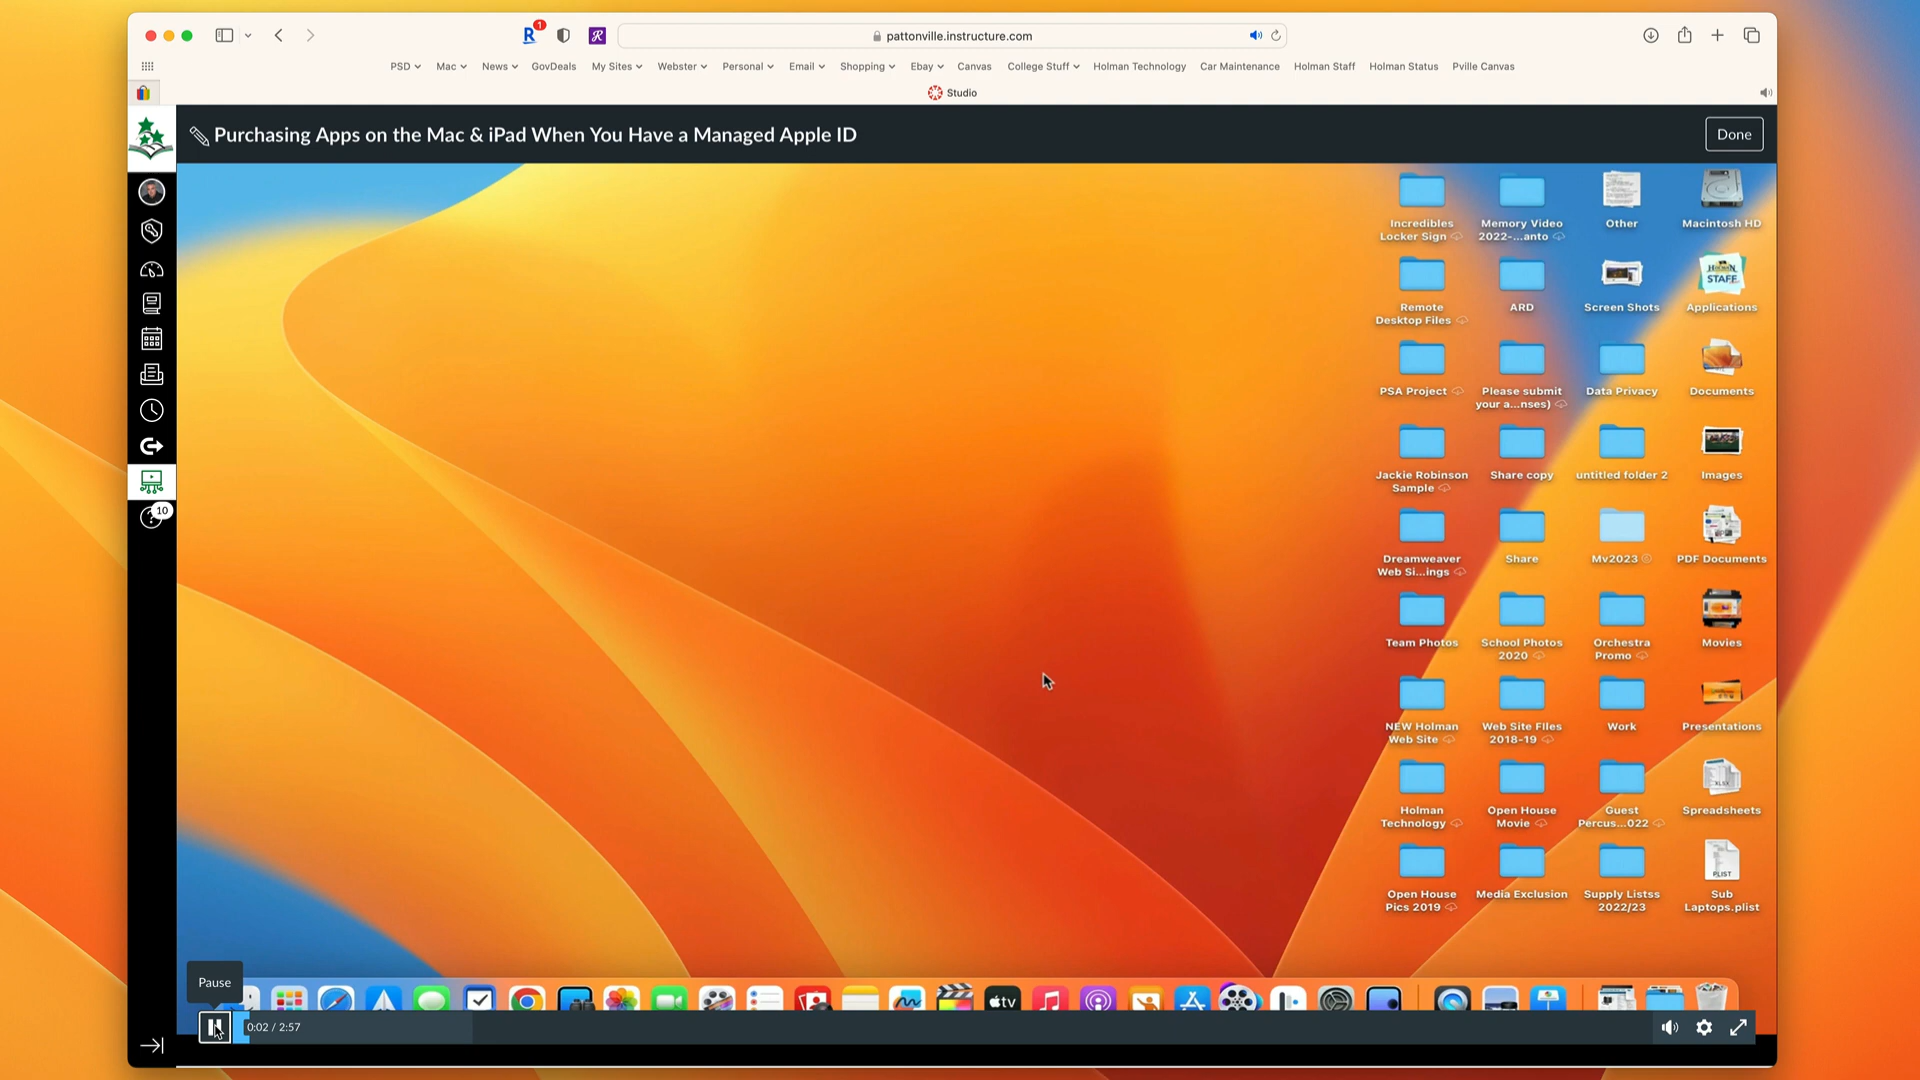 1
pattonville.instructure.com
PSD
Mac
News
GovDeals
My Sites
Webster
Personal
Email
Shopping
Ebay
Canvas
College Stuff
Holman Technology
Car Maintenance
Holman Staff
Holman Status
Pville Canvas
Studio
Purchasing Apps on the Mac & iPad When You Have a Managed Apple ID
Done
Incredibles
Locker Sign
Memory Video
2022-...anto
Other
Macintosh HD
Remote
Desktop Files
ARD
Screen Shots
HOLMAN
STAFF
Applications
PSA Project
Please submit
your a...nses)
Data Privacy
Documents
Jackie Robinson
Sample
Share copy
untitled folder 2
Images
10
Dreamweaver
Web Si...ings
Share
Mv2023
PDF Documents
Team Photos
School Photos
2020
Orchestra
Promo
Movies
NEW Holman
Web Site
Web Site FIles
2018-19
Work
Presentations
Holman
Technology
Open House
Movie
Guest
Percus...022
XLSX
Spreadsheets
Open House
Pics 2019
Media Exclusion
Supply Listss
2022/23
PLIST
Sub
Laptops.plist
Pause
tv
0:02 / 2:57